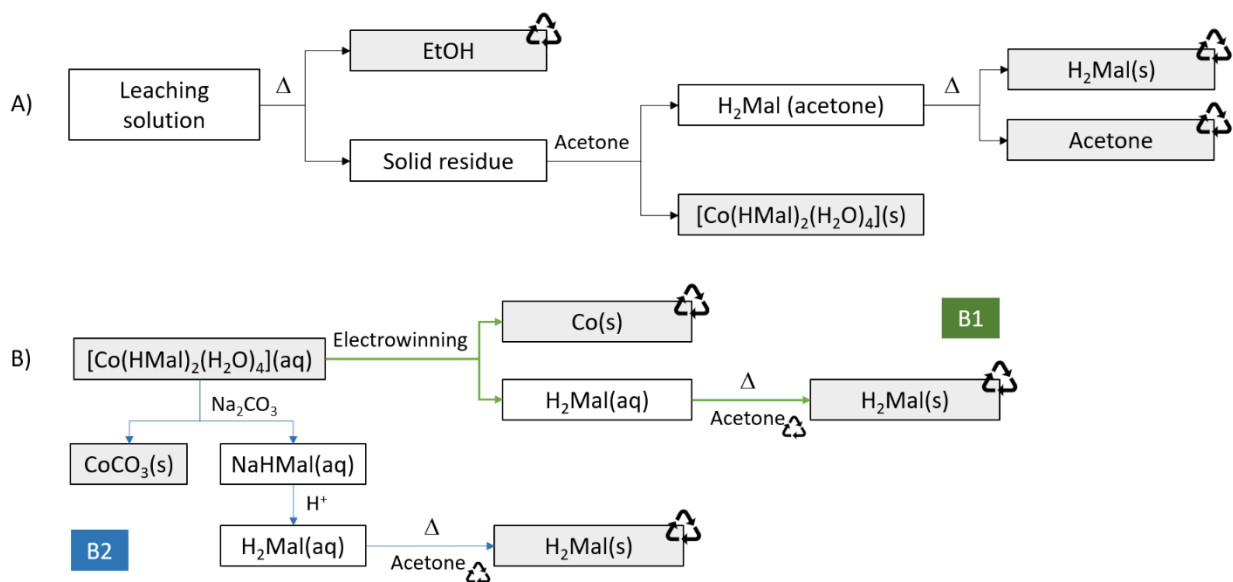 A)
Leaching
solution
Δ
EtOH
Solid residue
Acetone
H₂Mal (acetone)
Δ
H₂Mal(s)
Acetone
[Co(HMal)₂(H₂O)₄](s)
B)
[Co(HMal)₂(H₂O)₄](aq)
Electrowinning
Co(s)
B1
H₂Mal(aq)
Δ
Acetone
H₂Mal(s)
Na₂CO₃
CoCO₃(s)
NaHMal(aq)
H⁺
B2
H₂Mal(aq)
Δ
Acetone
H₂Mal(s)